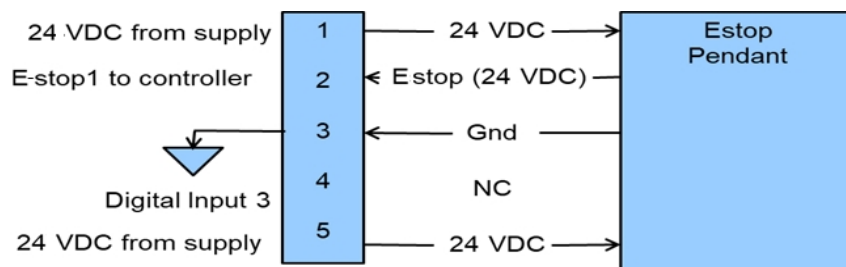 24 VDC from supply 1 24 VDC Estop
Pendant
E-stop1 to controller 2 Estop (24 VDC)
3 Gnd
Digital Input 3 4 NC
24 VDC from supply 5 24 VDC